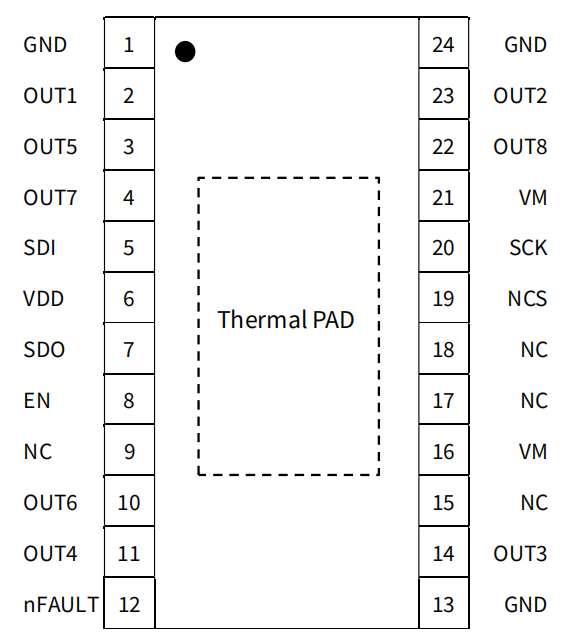 GND 1 24 GND
OUT1 2 23 OUT2
OUT5 3 22 OUT8
OUT7 4 21 VM
SDI 5 20 SCK
VDD 6 19 NCS
Thermal PAD
SDO 7 18 NC
EN 8 17 NC
NC 9 16 VM
OUT6 10 15 NC
OUT4 11 14 OUT3
nFAULT 12 13 GND